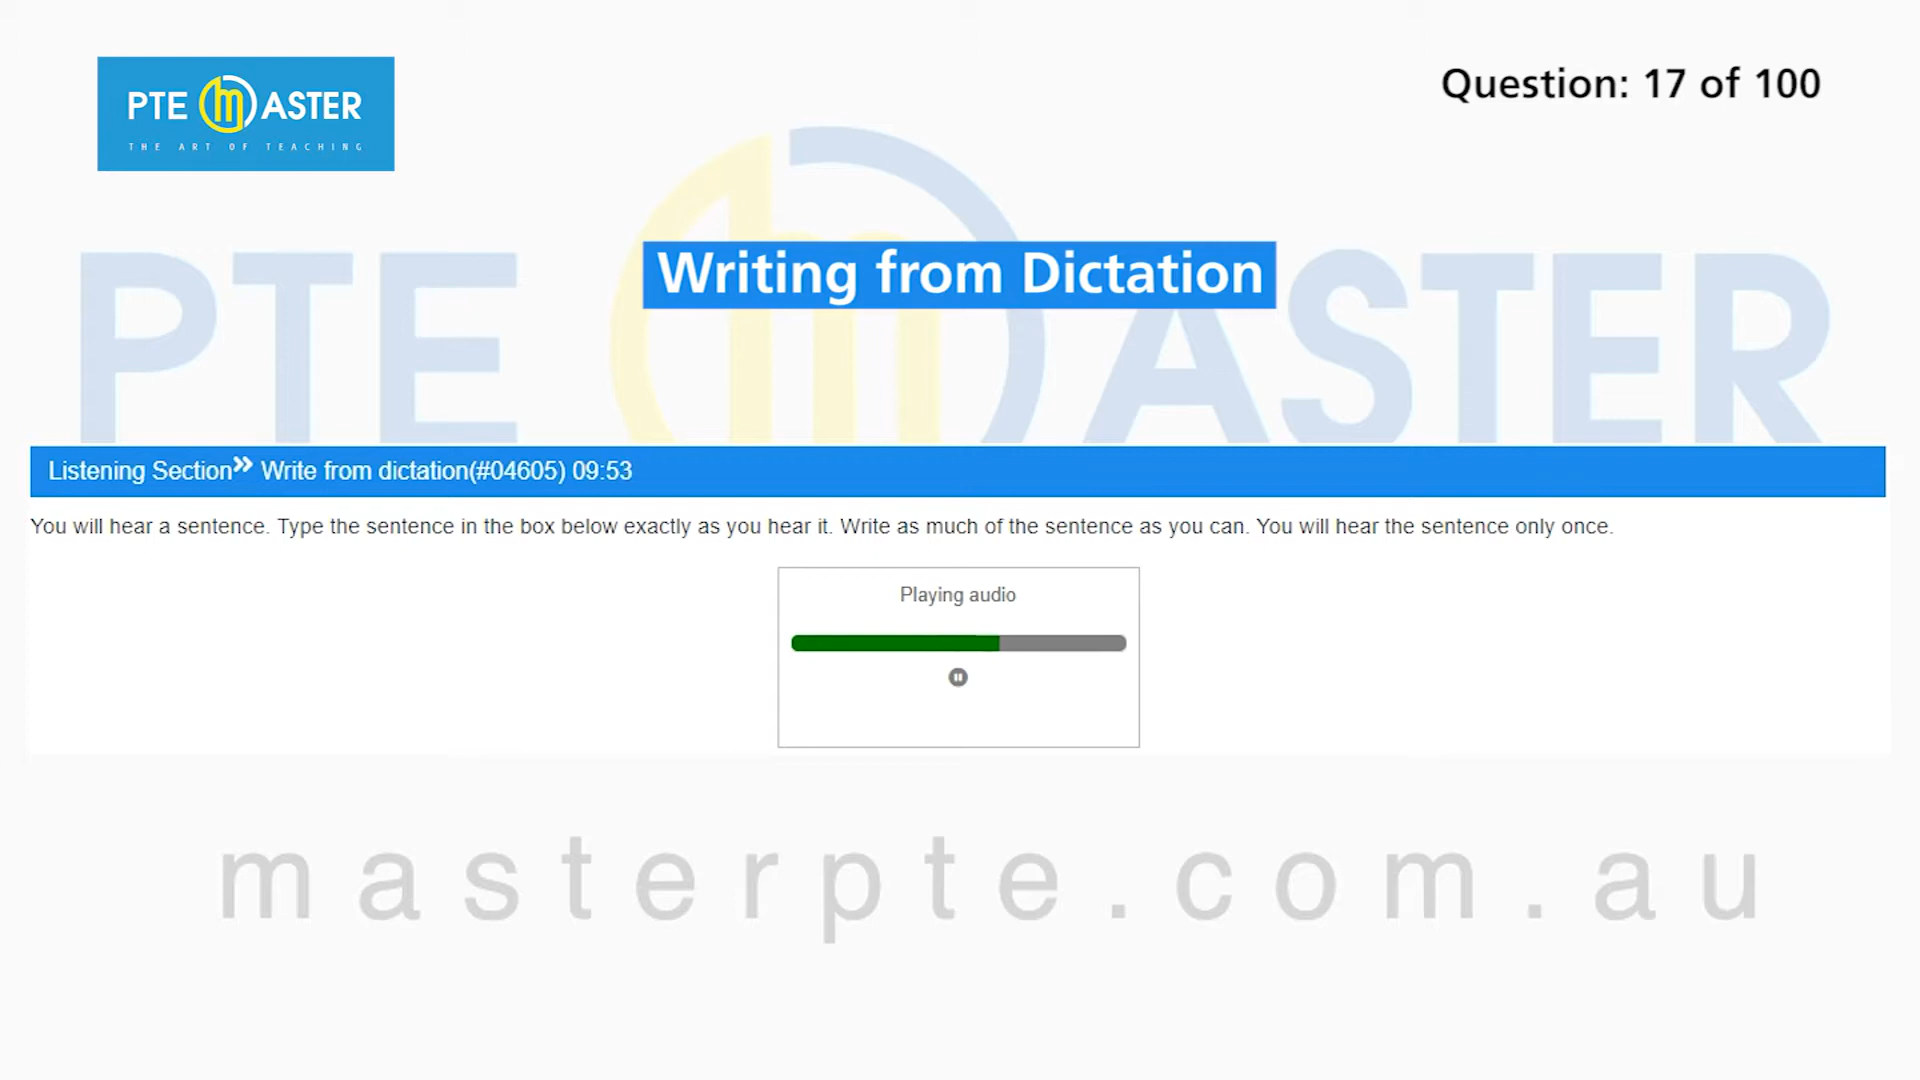 PTE MASTER
THE ART OF TEACHING
Question: 17 of 100
PTE MASTER
Writing from Dictation
Listening Section» Write from dictation(#04605) 09:53
You will hear a sentence. Type the sentence in the box below exactly as you hear it. Write as much of the sentence as you can. You will hear the sentence only once.
Playing audio
masterpte.com.au